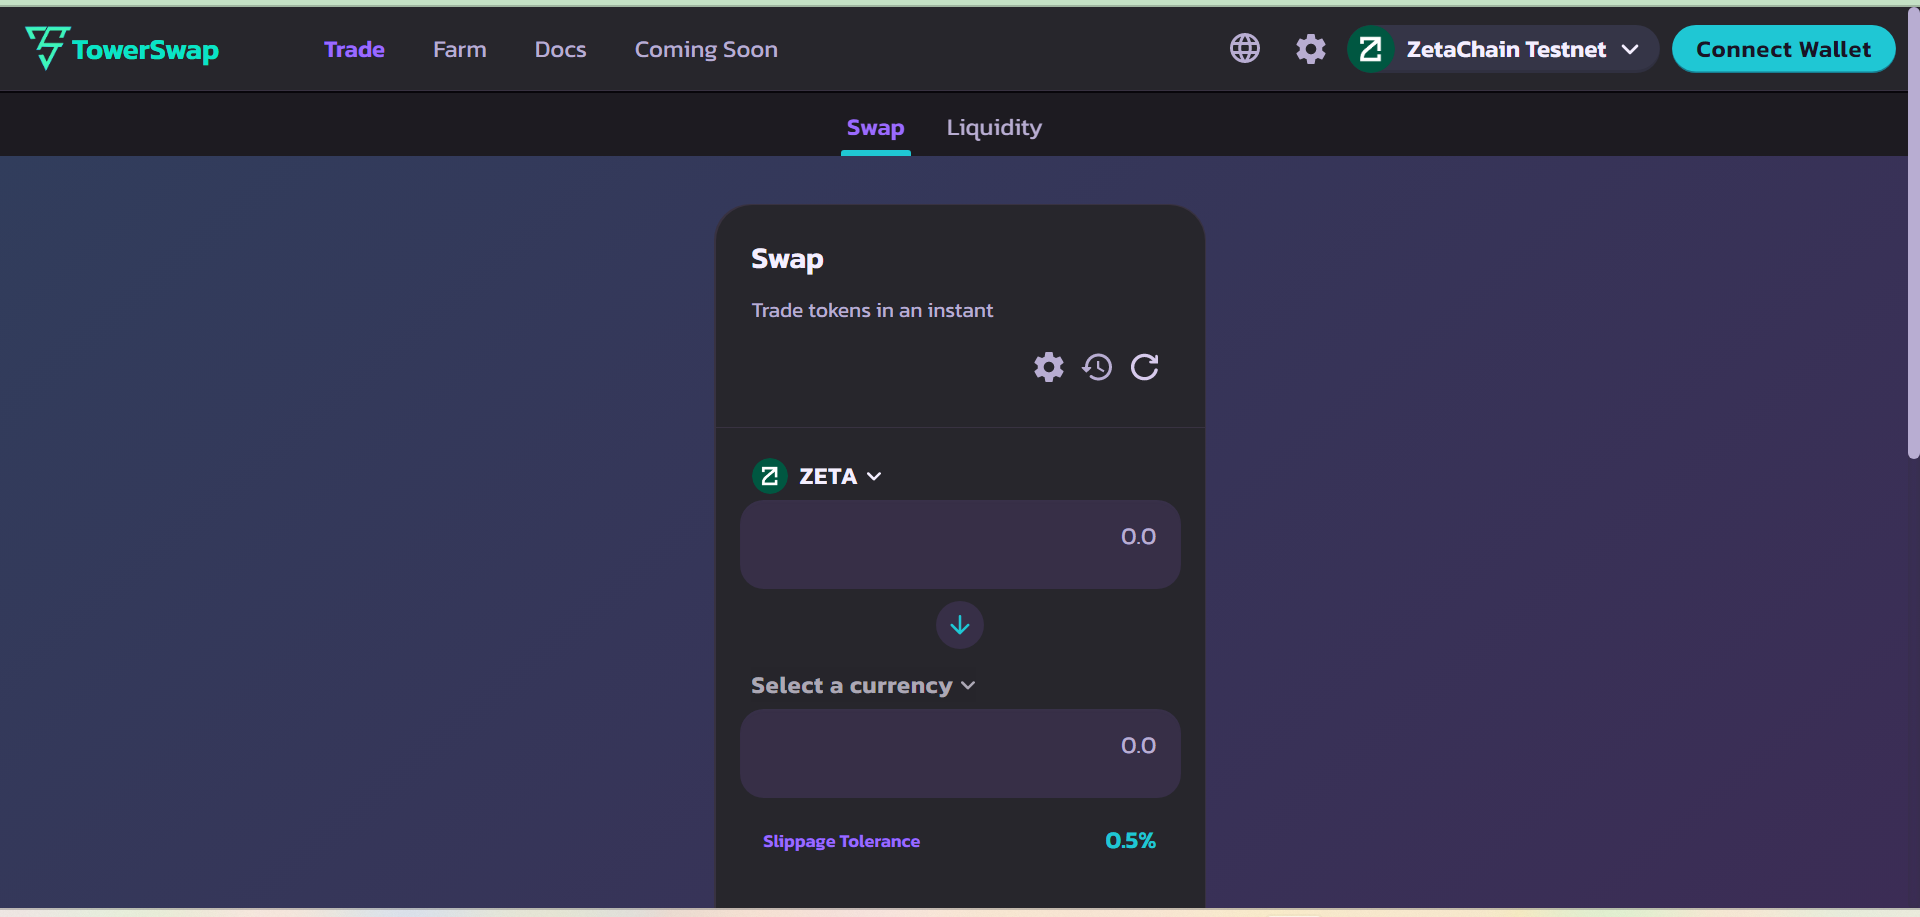 TowerSwap
Trade Farm Docs Coming Soon
ZetaChain Testnet
Connect Wallet
Swap Liquidity
Swap
Trade tokens in an instant
ZETA
0.0
Select a currency
0.0
Slippage Tolerance 0.5%